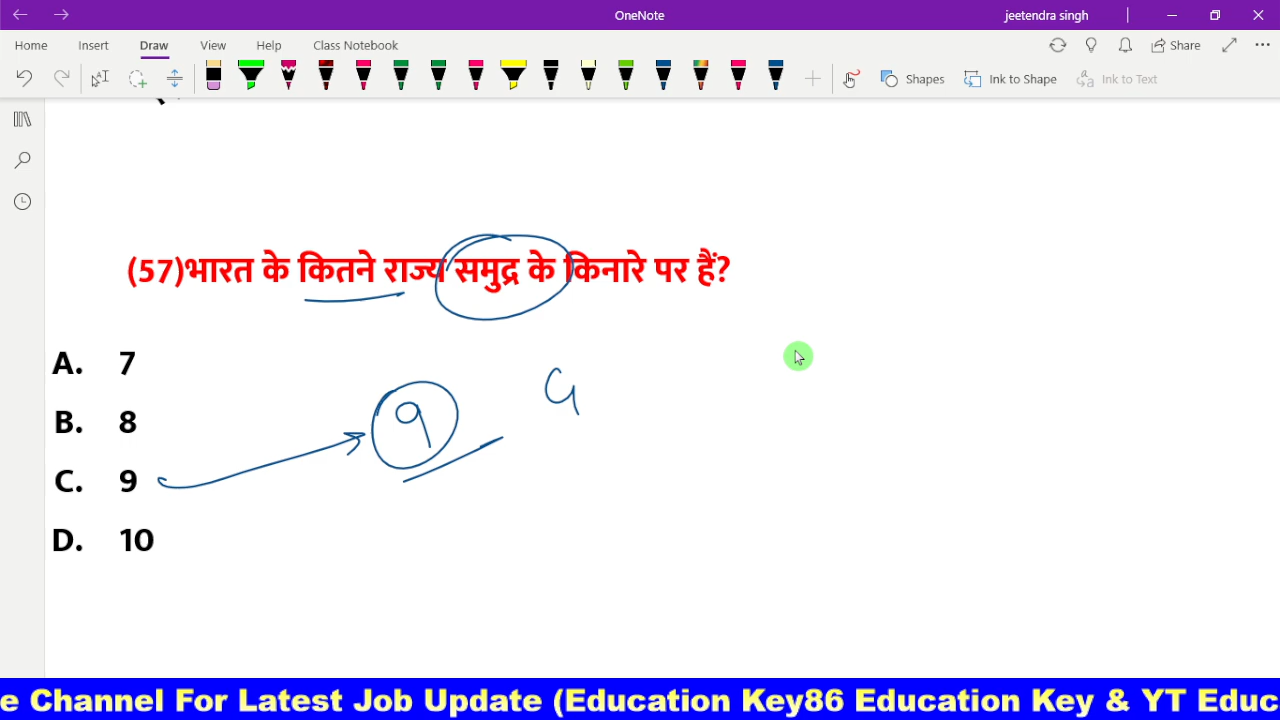 OneNote
jeetendra singh
Home Insert Draw View Help Class Notebook
Share
Shapes Ink to Shape Ink to Text
(57)भारत के कितने राज्य समुद्र के किनारे पर हैं?
A. 7
B. 8
C. 9
D. 10
9
e Channel For Latest Job Update (Education Key86 Education Key & YT Educ